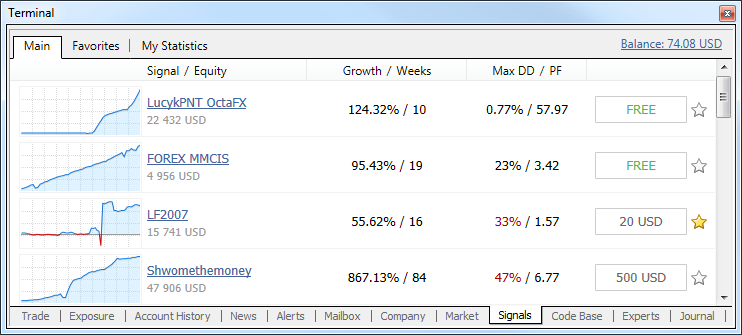 Terminal
Main Favorites My Statistics Balance: 74.08 USD
Signal / Equity Growth / Weeks Max DD / PF
LucykPNT OctaFX 124.32% / 10 0.77% / 57.97 FREE
22 432 USD
FOREX MMCIS 95.43% / 19 23% / 3.42 FREE
4 956 USD
LF2007 55.62% / 16 33% / 1.57 20 USD
15 741 USD
Shwomethemoney 867.13% / 84 47% / 6.77 500 USD
47 906 USD
Trade Exposure Account History News Alerts Mailbox Company Market Signals Code Base Experts Journal